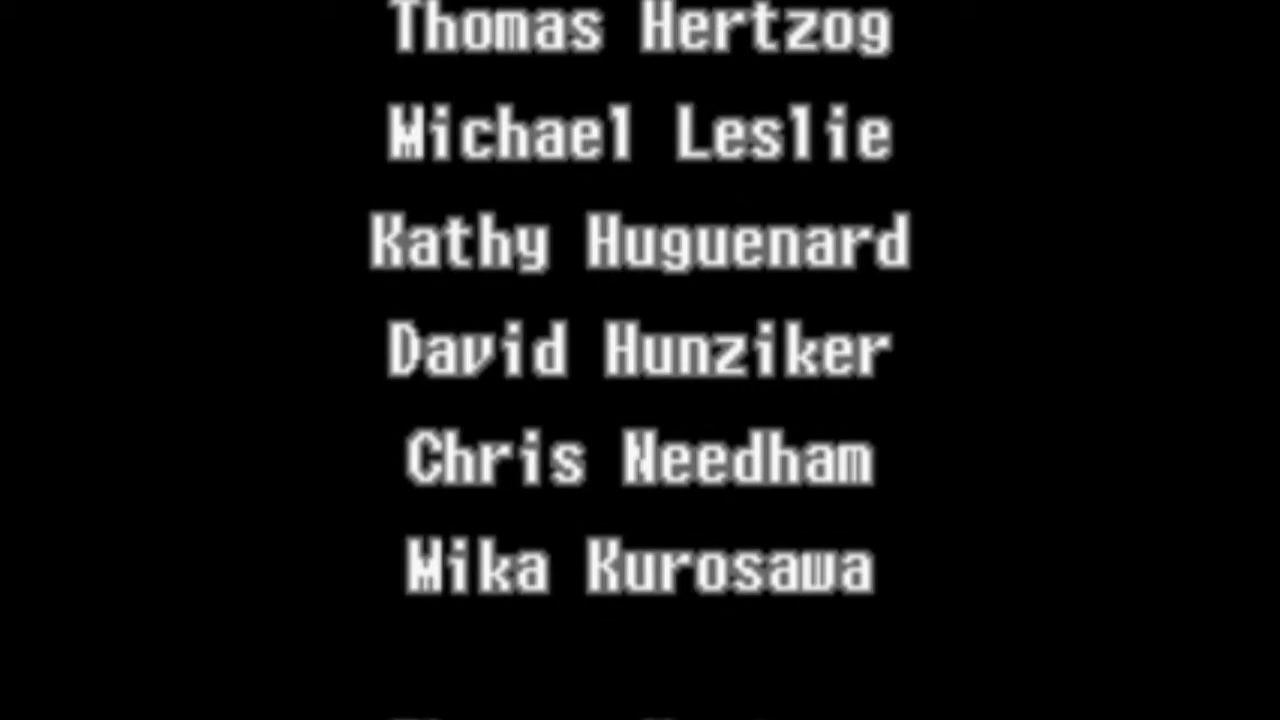 Thomas Hertzog
Michael Leslie
Kathy Huguenard
David Hunziker
Chris Needham
Mika Kurosawa